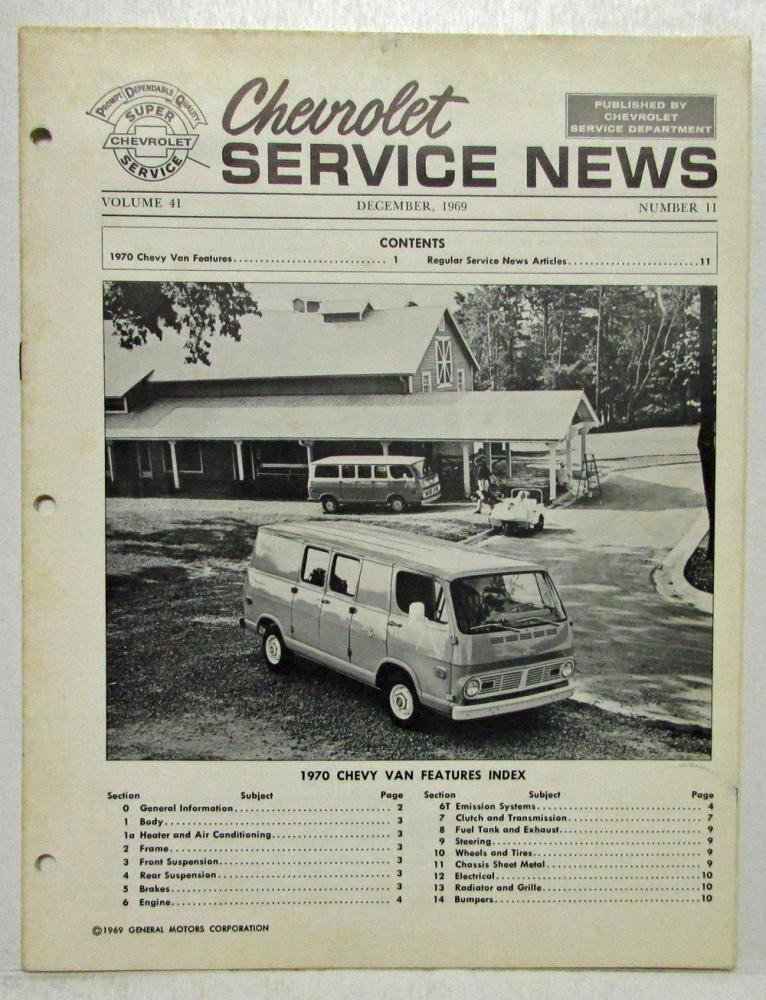 PROMPT DEPENDABLE QUALITY
SUPER
CHEVROLET
SERVICE
Chevrolet
SERVICE NEWS
PUBLISHED BY
CHEVROLET
SERVICE DEPARTMENT
VOLUME 41 DECEMBER, 1969 NUMBER 11
CONTENTS
1970 Chevy Van Features............................ 1 Regular Service News Articles........................11
1970 CHEVY VAN FEATURES INDEX
Section Subject Page
0 General Information........................ 2
1 Body........................ 3
1a Heater and Air Conditioning........................ 3
2 Frame........................ 3
3 Front Suspension........................ 3
4 Rear Suspension........................ 3
5 Brakes........................ 3
6 Engine........................ 4
Section Subject Page
6T Emission Systems........................ 4
7 Clutch and Transmission........................ 7
8 Fuel Tank and Exhaust........................ 9
9 Steering........................ 9
10 Wheels and Tires........................ 9
11 Chassis Sheet Metal........................ 9
12 Electrical........................ 10
13 Radiator and Grille........................ 10
14 Bumpers........................ 10
©1969 GENERAL MOTORS CORPORATION